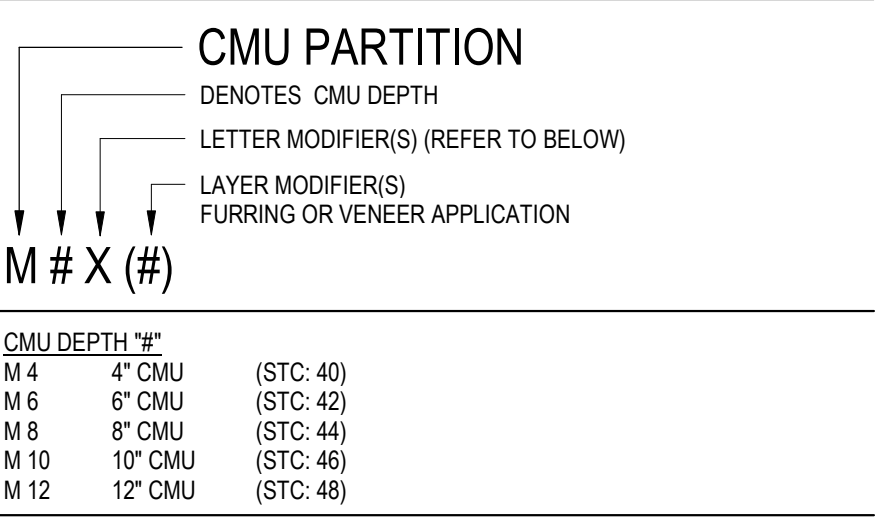 CMU PARTITION
DENOTES CMU DEPTH
LETTER MODIFIER(S) (REFER TO BELOW)
LAYER MODIFIER(S)
FURRING OR VENEER APPLICATION
M # X (#)
CMU DEPTH "#"
M 4 4" CMU (STC: 40)
M 6 6" CMU (STC: 42)
M 8 8" CMU (STC: 44)
M 10 10" CMU (STC: 46)
M 12 12" CMU (STC: 48)